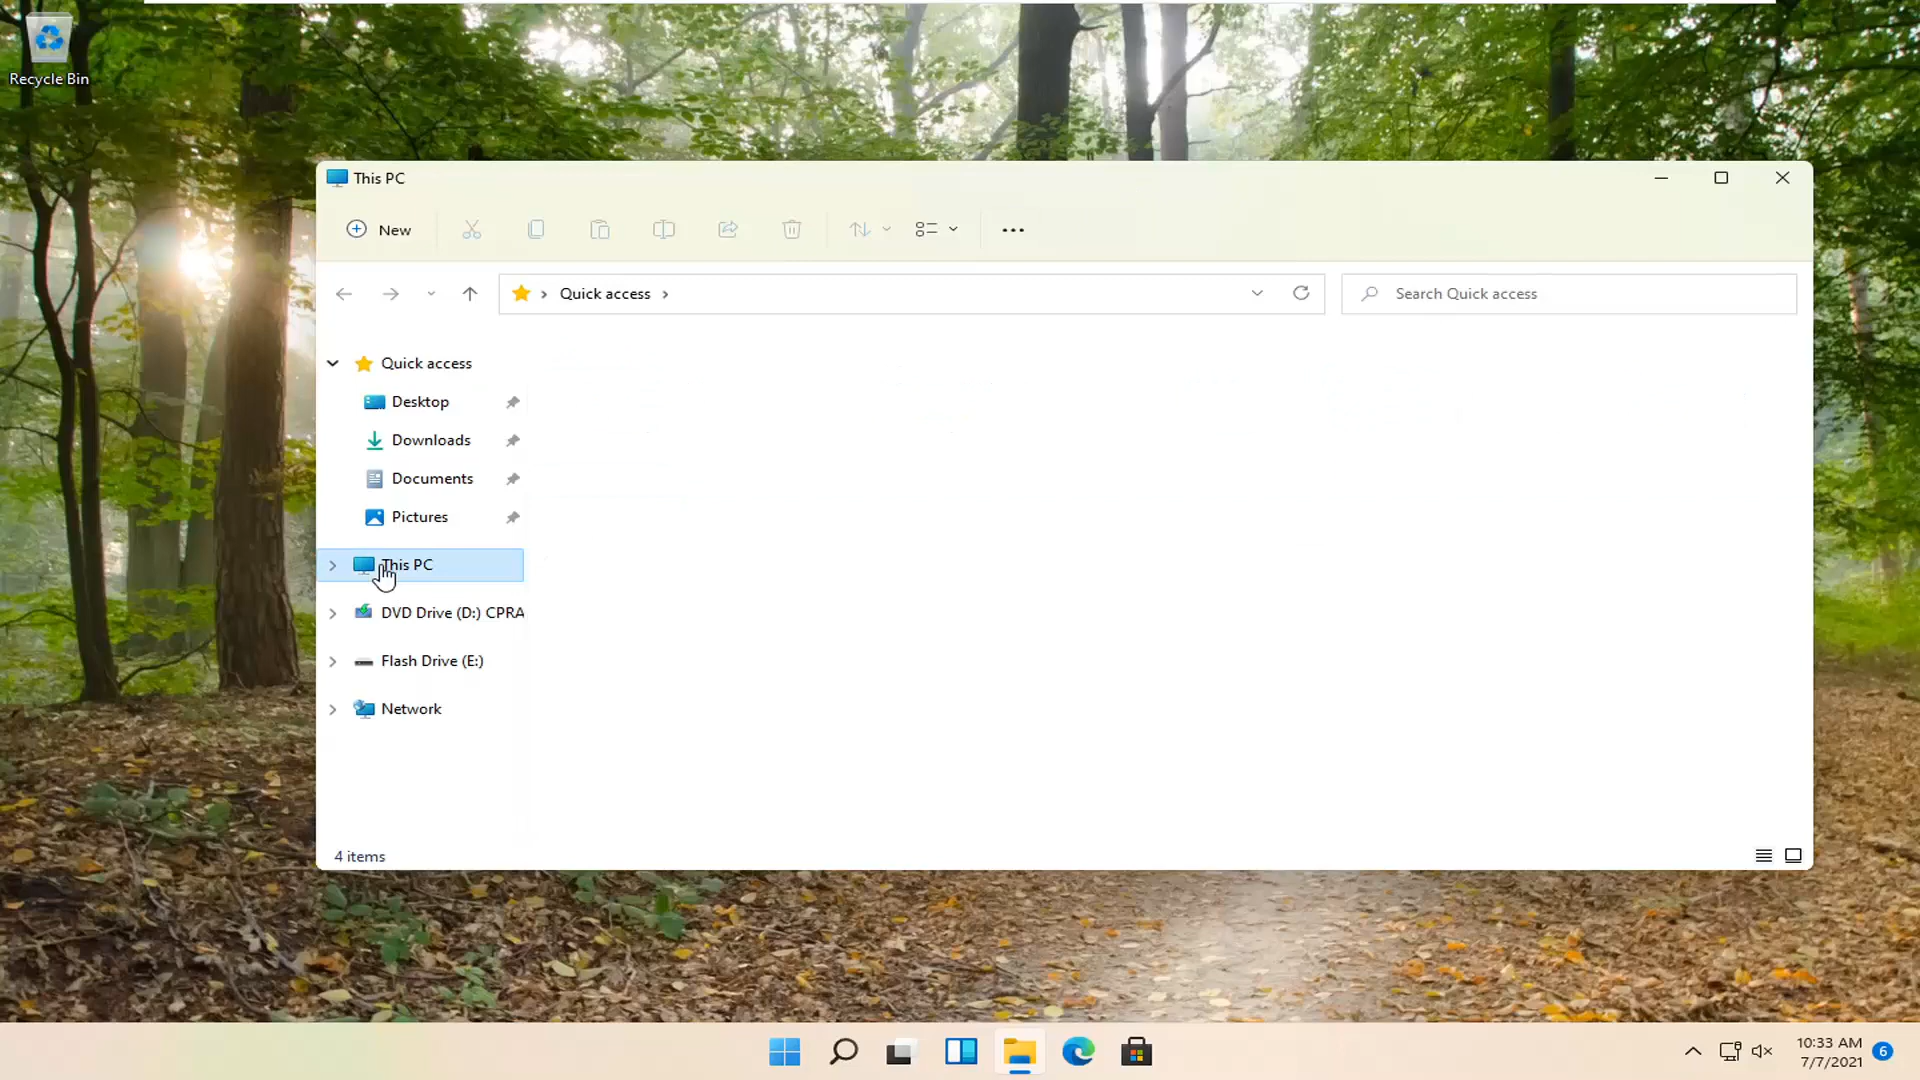 Recycle Bin
This PC
New
Quick access
Search Quick access
Quick access
Desktop
Downloads
Documents
Pictures
This PC
DVD Drive (D:) CPRA
Flash Drive (E:)
Network
4 items
10:33 AM
7/7/2021
6